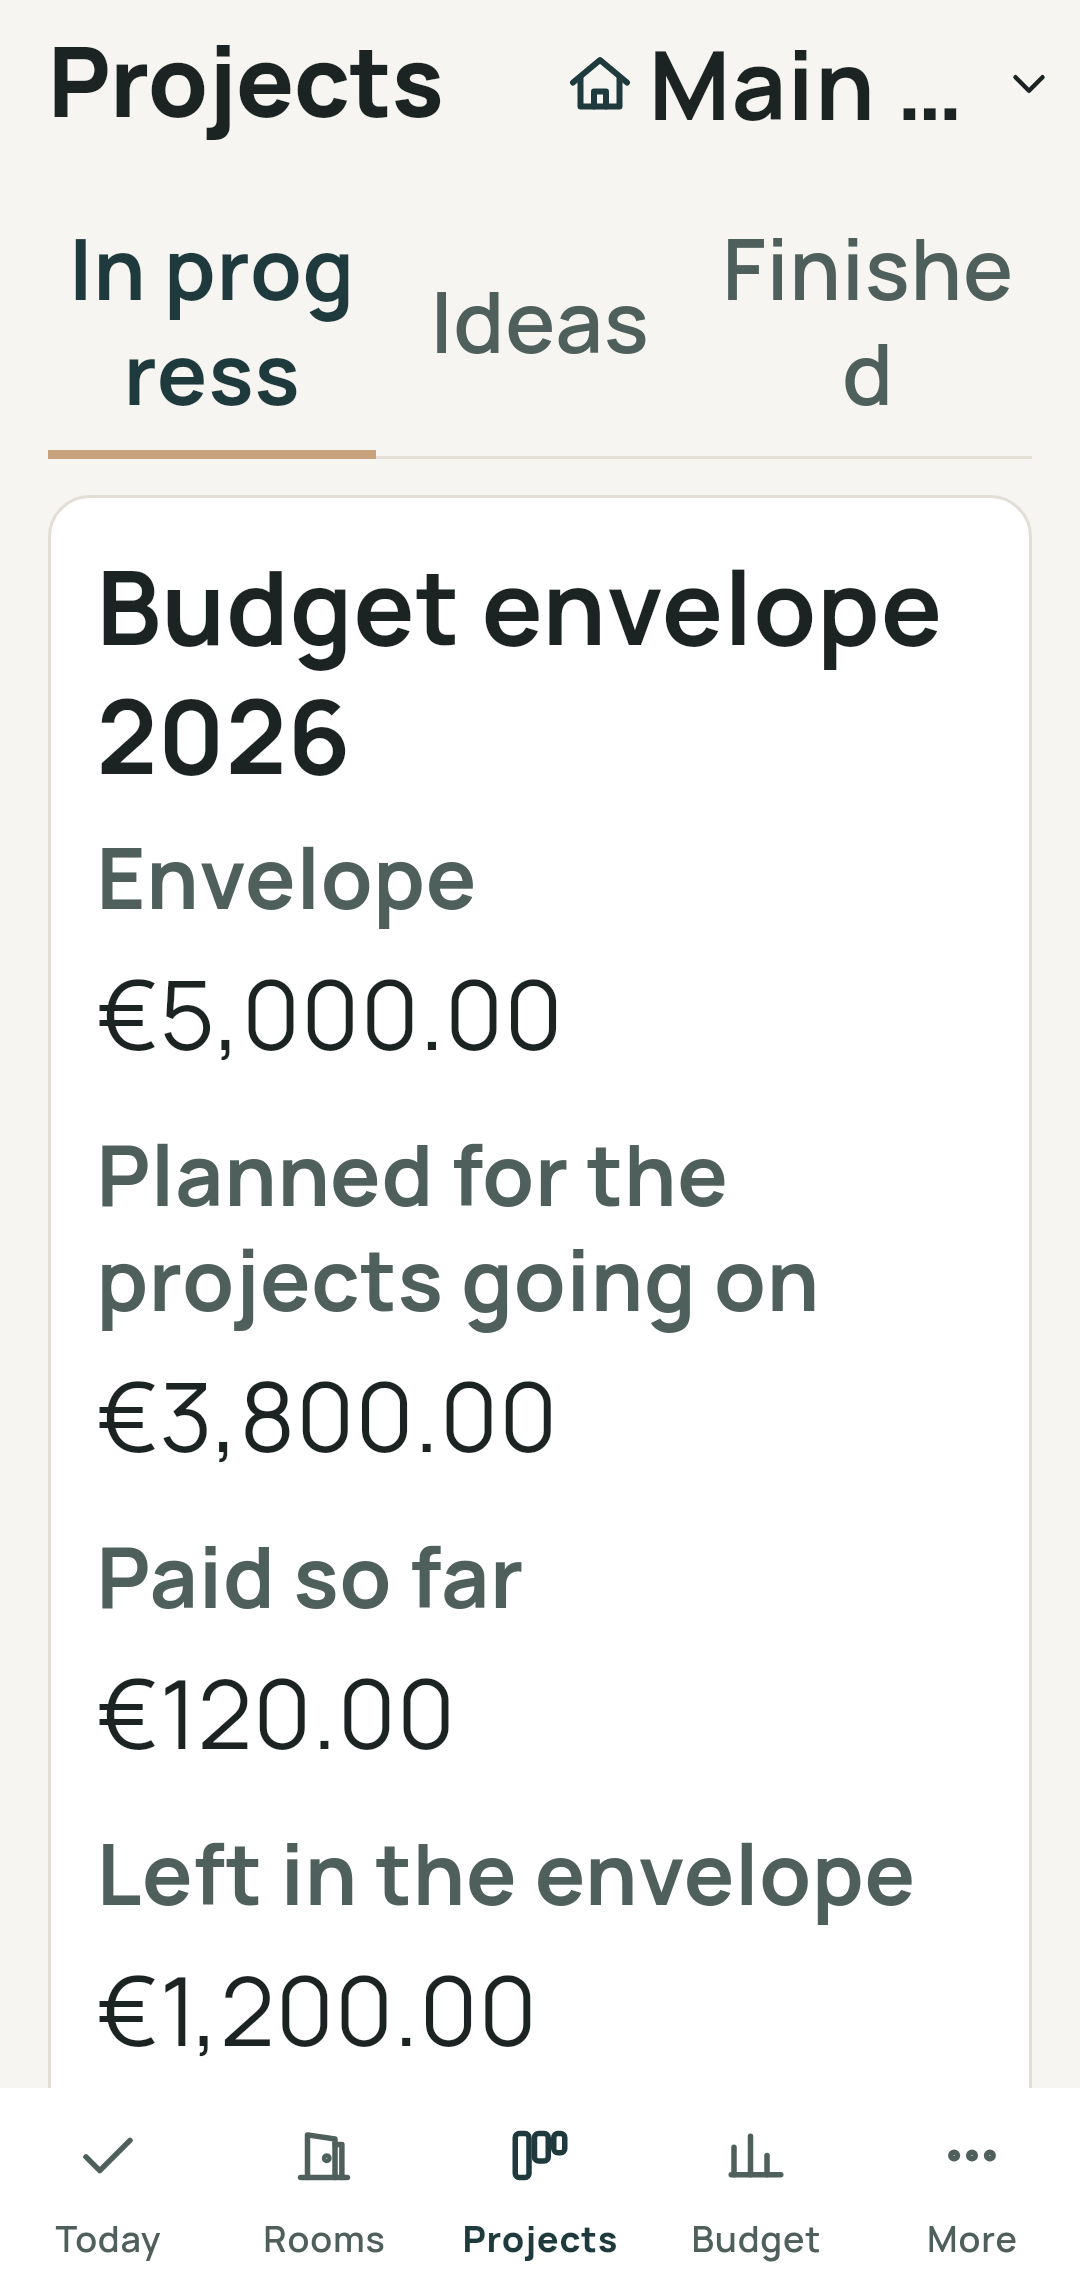 Projects
Main ...
In prog
ress
Ideas
Finishe
d
Budget envelope
2026
Envelope
€5,000.00
Planned for the
projects going on
€3,800.00
Paid so far
€120.00
Left in the envelope
€1,200.00
Today
Rooms
Projects
Budget
More